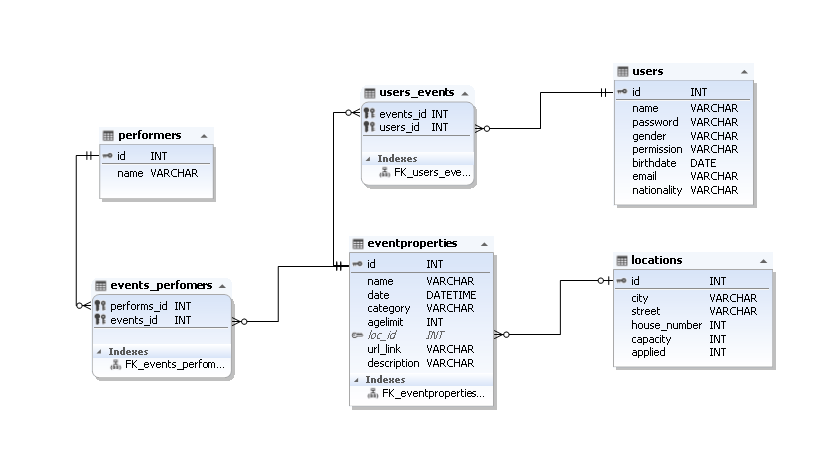 performers
id INT
name VARCHAR
events_perfomers
performs_id INT
events_id INT
Indexes
FK_events_perfom...
users_events
events_id INT
users_id INT
Indexes
FK_users_eve...
eventproperties
id INT
name VARCHAR
date DATETIME
category VARCHAR
agelimit INT
loc_id INT
url_link VARCHAR
description VARCHAR
Indexes
FK_eventproperties...
users
id INT
name VARCHAR
password VARCHAR
gender VARCHAR
permission VARCHAR
birthdate DATE
email VARCHAR
nationality VARCHAR
locations
id INT
city VARCHAR
street VARCHAR
house_number INT
capacity INT
applied INT